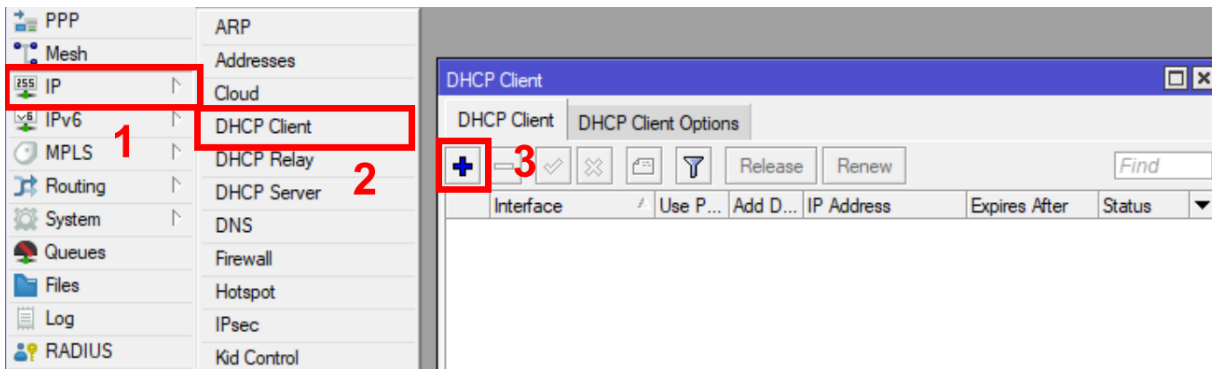 PPP
Mesh
255 IP
v6 IPv6
MPLS
Routing
System
Queues
Files
Log
RADIUS
1
ARP
Addresses
Cloud
DHCP Client
DHCP Relay
DHCP Server
DNS
Firewall
Hotspot
IPsec
Kid Control
2
DHCP Client
DHCP Client DHCP Client Options
3 Release Renew Find
Interface Use P... Add D... IP Address Expires After Status